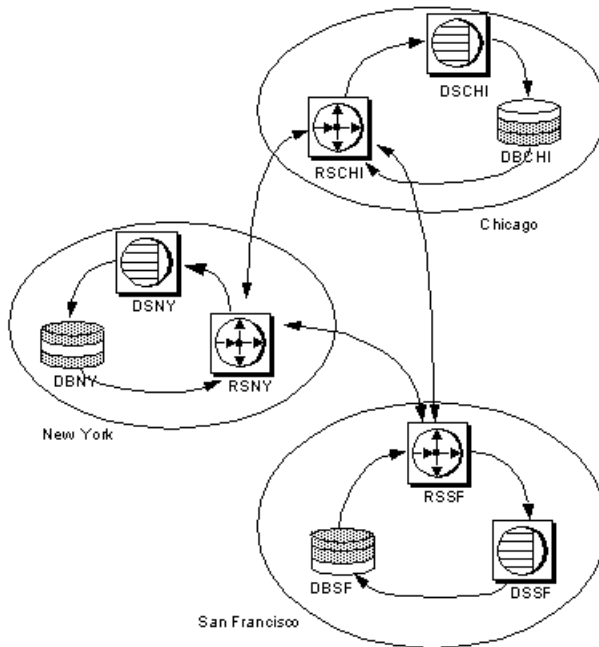 DSCHI
DBCHI
RSCHI
Chicago
DSNY
DBNY
RSNY
New York
RSSF
DBSF
DSSF
San Francisco